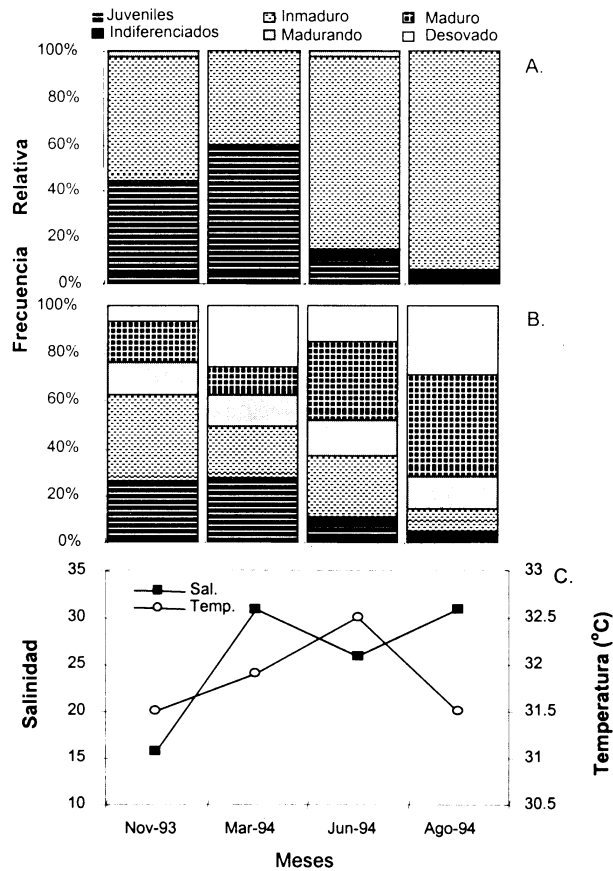 Juveniles Inmaduro Maduro
Indiferenciados Madurando Desovado
100%
80%
60%
40%
20%
0%
A.
Frecuencia Relativa
100%
80%
60%
40%
20%
0%
B.
35
30
25
20
15
10
Salinidad
Sal.
Temp.
C.
33
32.5
32
31.5
31
30.5
Temperatura (°C)
Nov-93 Mar-94 Jun-94 Ago-94
Meses